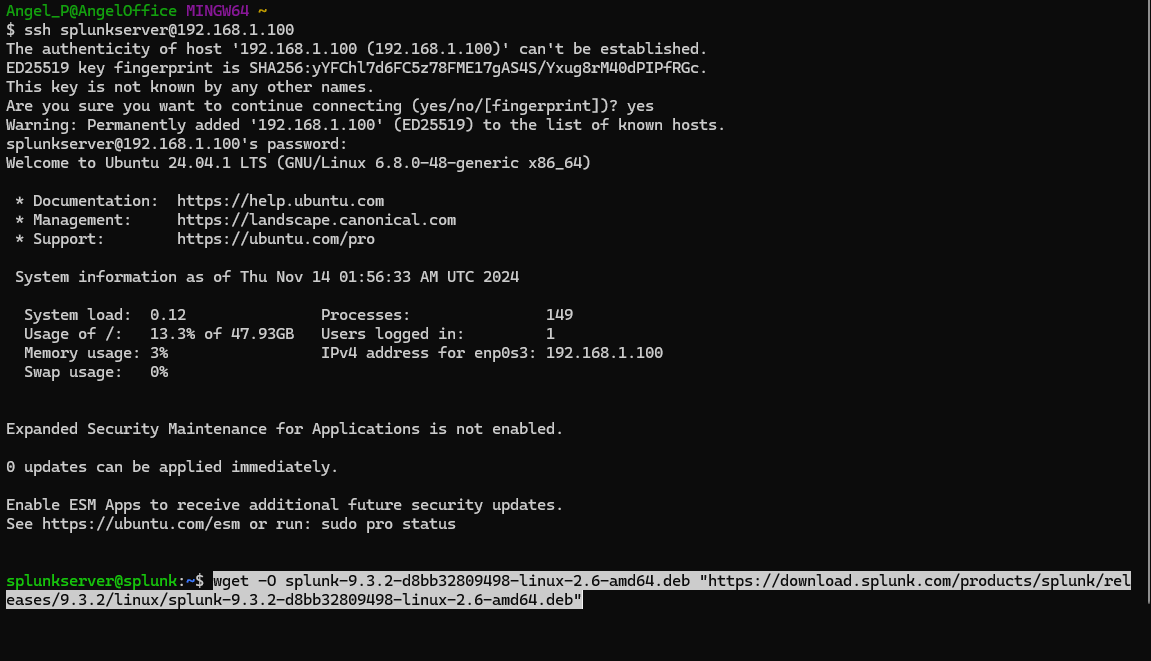 Angel_P@AngelOffice MINGW64 ~
$ ssh splunkserver@192.168.1.100
The authenticity of host '192.168.1.100 (192.168.1.100)' can't be established.
ED25519 key fingerprint is SHA256:yYFChl7d6FC5z78FME17gAS4S/Yxug8rM40dPIPfRGc.
This key is not known by any other names.
Are you sure you want to continue connecting (yes/no/[fingerprint])? yes
Warning: Permanently added '192.168.1.100' (ED25519) to the list of known hosts.
splunkserver@192.168.1.100's password:
Welcome to Ubuntu 24.04.1 LTS (GNU/Linux 6.8.0-48-generic x86_64)
* Documentation:  https://help.ubuntu.com
* Management:     https://landscape.canonical.com
* Support:        https://ubuntu.com/pro
System information as of Thu Nov 14 01:56:33 AM UTC 2024
System load:  0.12               Processes:               149
Usage of /:   13.3% of 47.93GB   Users logged in:         1
Memory usage: 3%                 IPv4 address for enp0s3: 192.168.1.100
Swap usage:   0%
Expanded Security Maintenance for Applications is not enabled.
0 updates can be applied immediately.
Enable ESM Apps to receive additional future security updates.
See https://ubuntu.com/esm or run: sudo pro status
splunkserver@splunk:~$ wget -O splunk-9.3.2-d8bb32809498-linux-2.6-amd64.deb "https://download.splunk.com/products/splunk/rel
eases/9.3.2/linux/splunk-9.3.2-d8bb32809498-linux-2.6-amd64.deb"